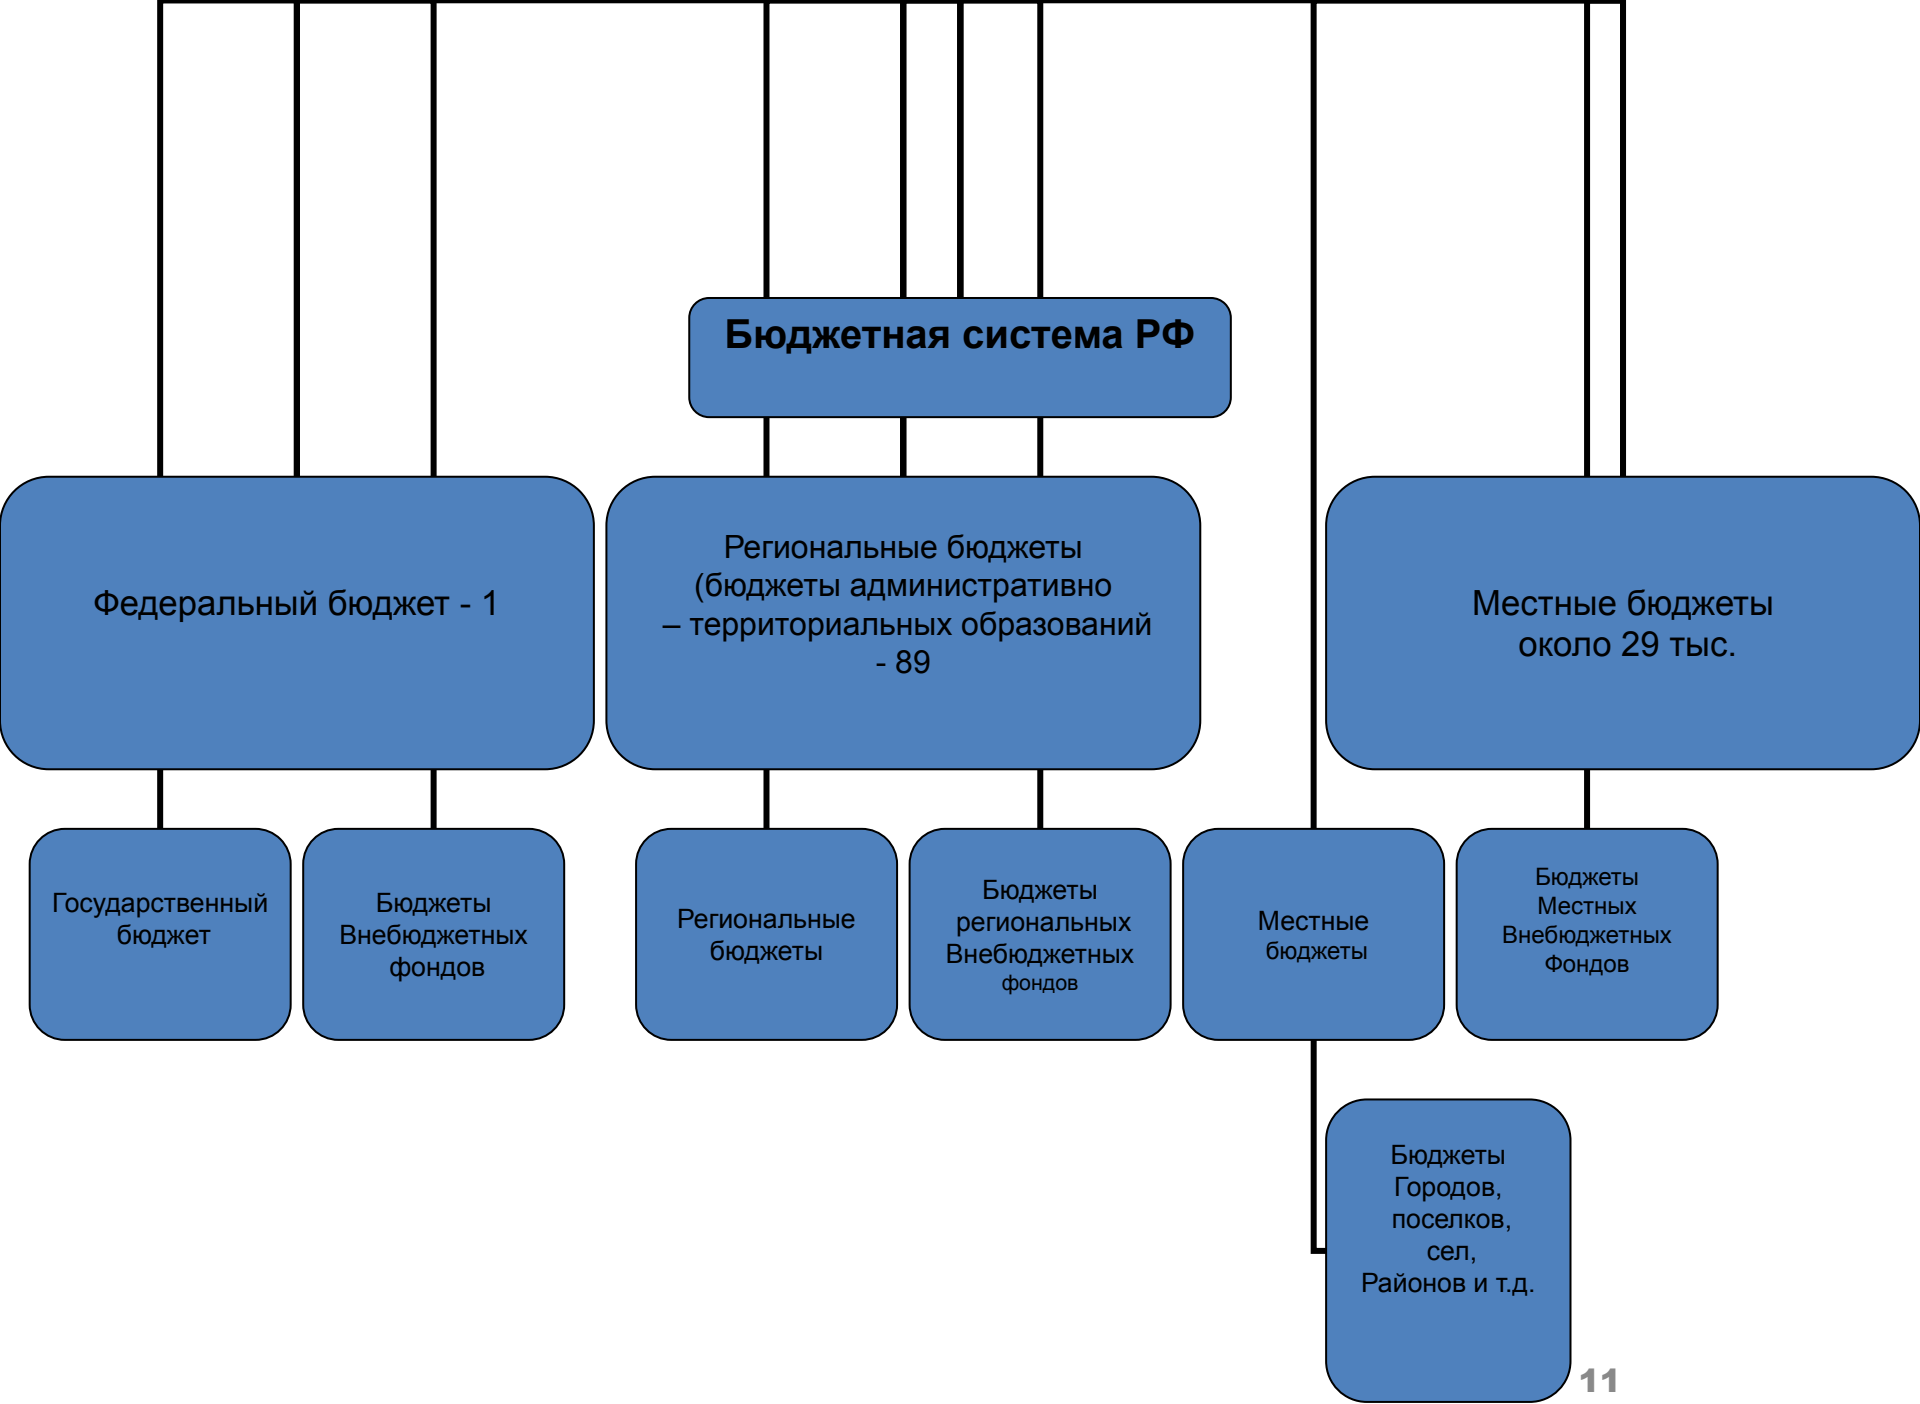 Бюджетная система РФ
Федеральный бюджет - 1
Региональные бюджеты
(бюджеты административно
– территориальных образований
- 89
Местные бюджеты
около 29 тыс.
Государственный
бюджет
Бюджеты
Внебюджетных
фондов
Региональные
бюджеты
Бюджеты
региональных
Внебюджетных
фондов
Местные
бюджеты
Бюджеты
Местных
Внебюджетных
Фондов
Бюджеты
Городов,
поселков,
сел,
Районов и т.д.
11